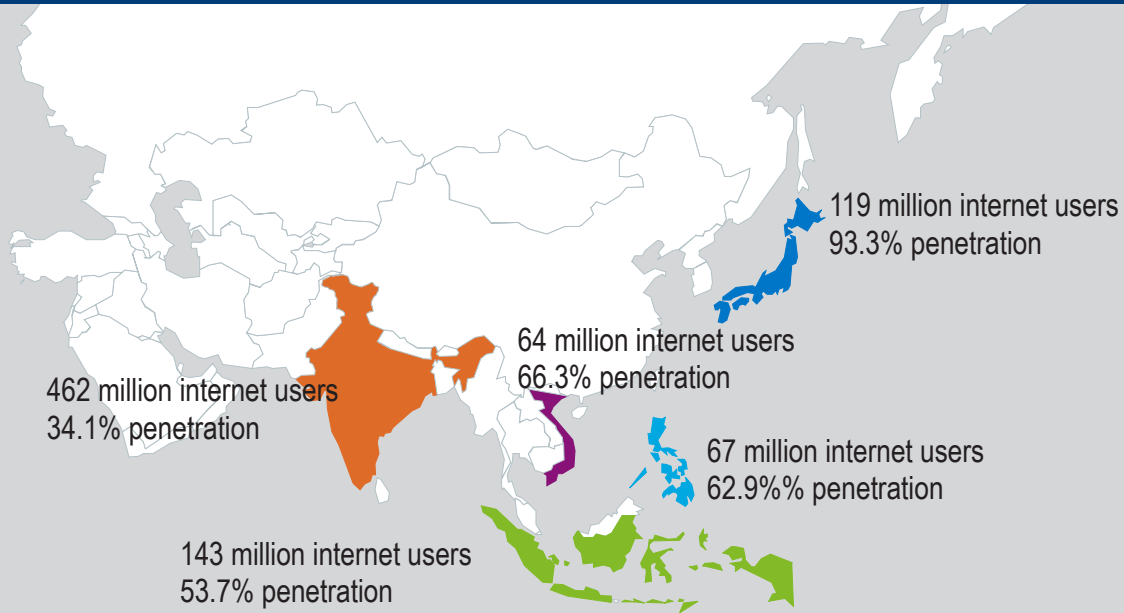 119 million internet users
93.3% penetration
64 million internet users
66.3% penetration
462 million internet users
34.1% penetration
67 million internet users
62.9%% penetration
143 million internet users
53.7% penetration